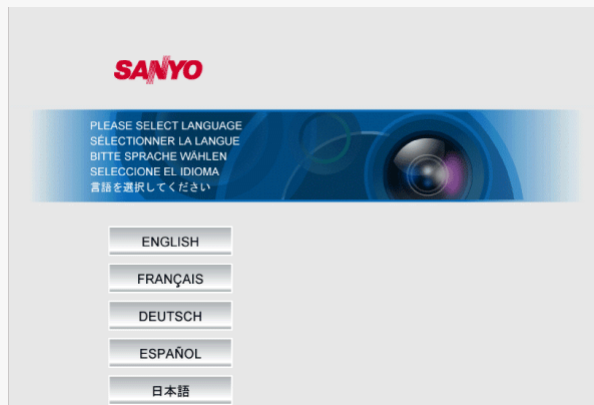 SANYO
PLEASE SELECT LANGUAGE
SÉLECTIONNER LA LANGUE
BITTE SPRACHE WÄHLEN
SELECCIONE EL IDIOMA
言語を選択してください
ENGLISH
FRANÇAIS
DEUTSCH
ESPAÑOL
日本語